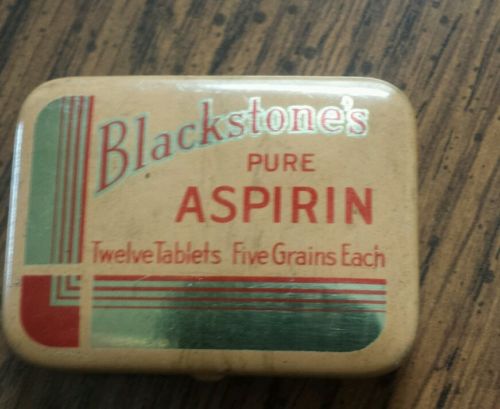 Blackstone's
PURE
ASPIRIN
Twelve Tablets Five Grains Each